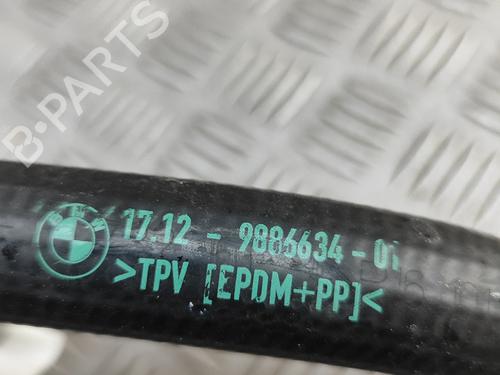 B-PARTS
BMW
17.12 - 9886634-01
>TPV [EPDM+PP]<